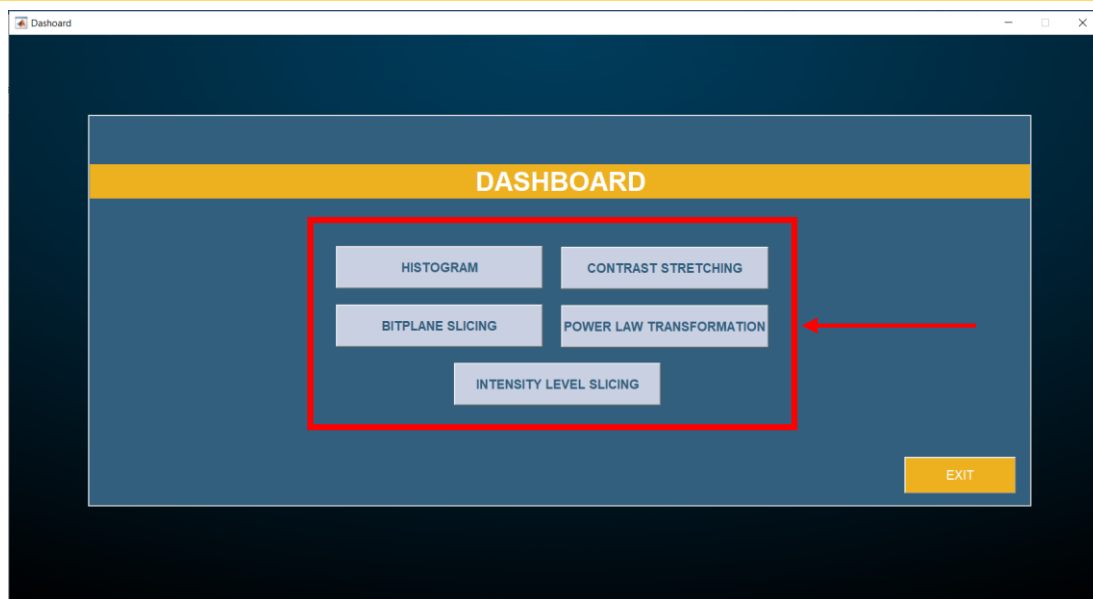 Dashoard
DASHBOARD
HISTOGRAM
CONTRAST STRETCHING
BITPLANE SLICING
POWER LAW TRANSFORMATION
INTENSITY LEVEL SLICING
EXIT